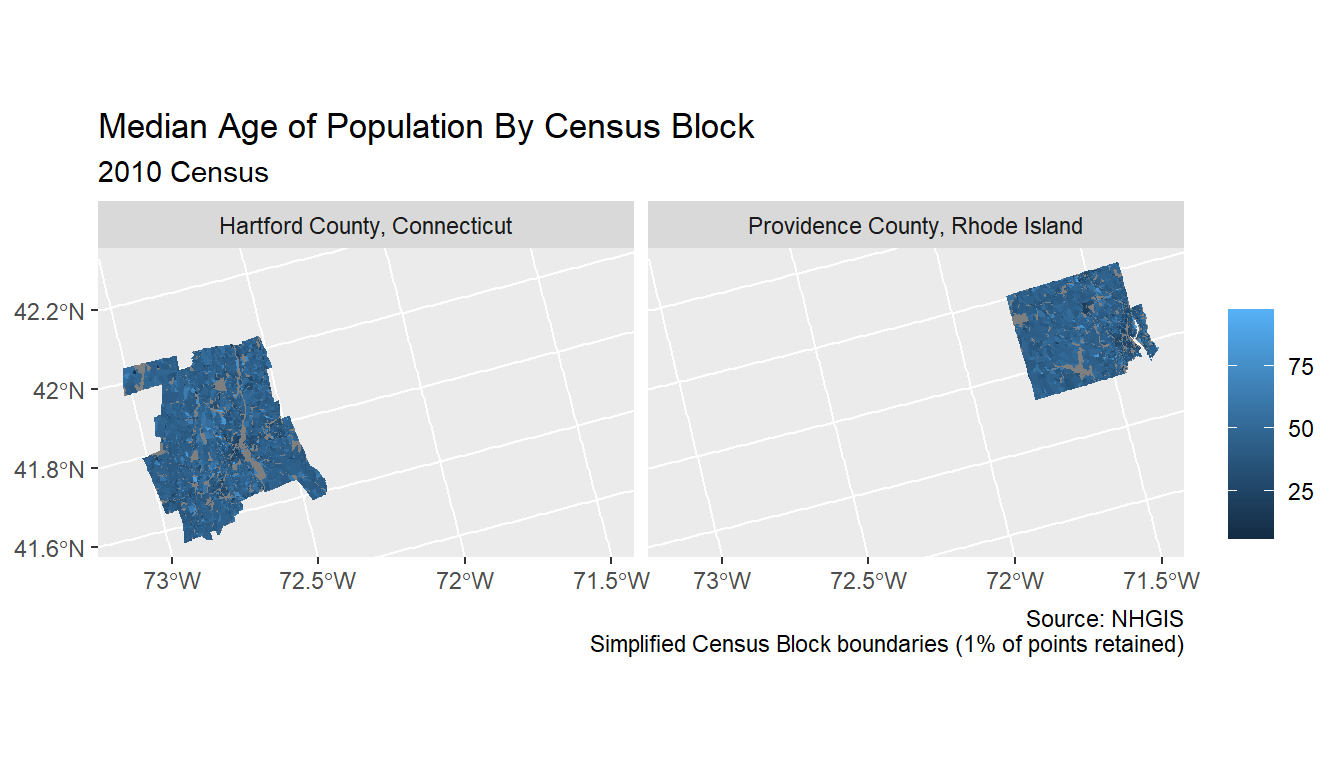 Median Age of Population By Census Block
2010 Census
Hartford County, Connecticut
Providence County, Rhode Island
42.2°N
42°N
41.8°N
41.6°N
73°W
72.5°W
72°W
71.5°W
73°W
72.5°W
72°W
71.5°W
75
50
25
Source: NHGIS
Simplified Census Block boundaries (1% of points retained)